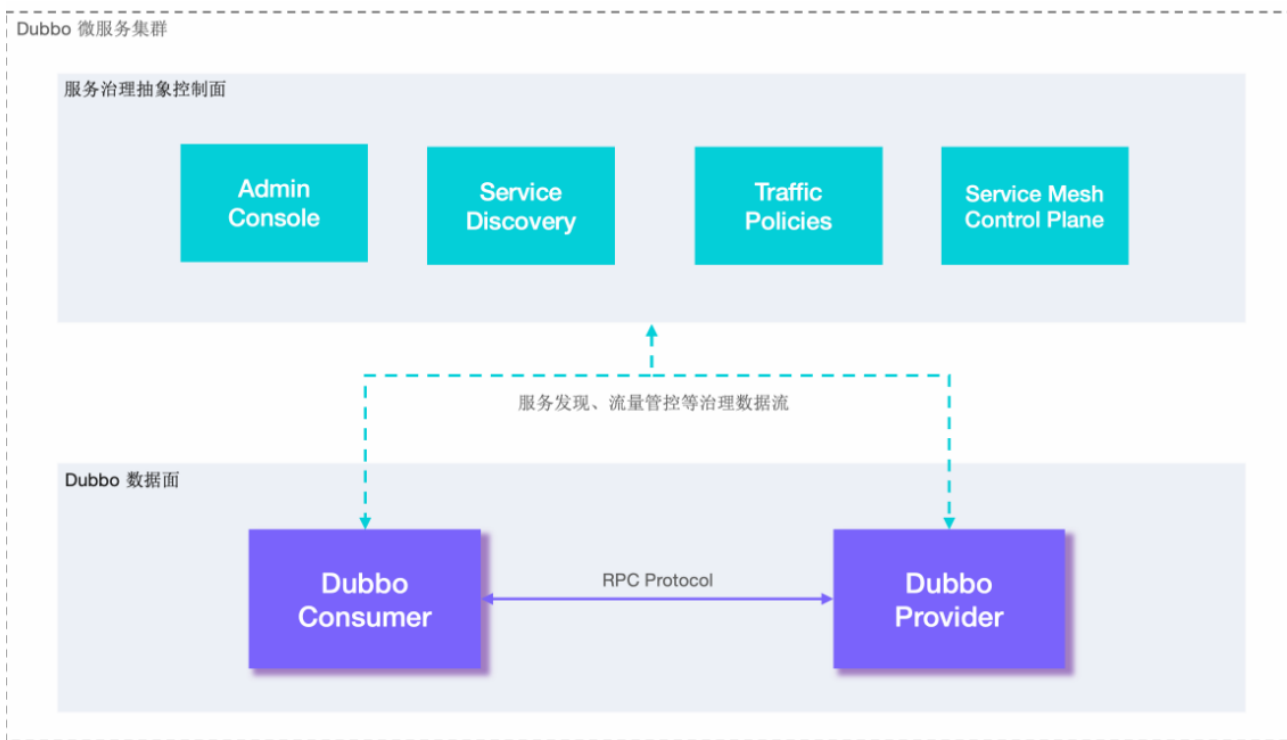 Dubbo 微服务集群
服务治理抽象控制面
Admin
Console
Service
Discovery
Traffic
Policies
Service Mesh
Control Plane
服务发现、流量管控等治理数据流
Dubbo 数据面
Dubbo
Consumer
RPC Protocol
Dubbo
Provider